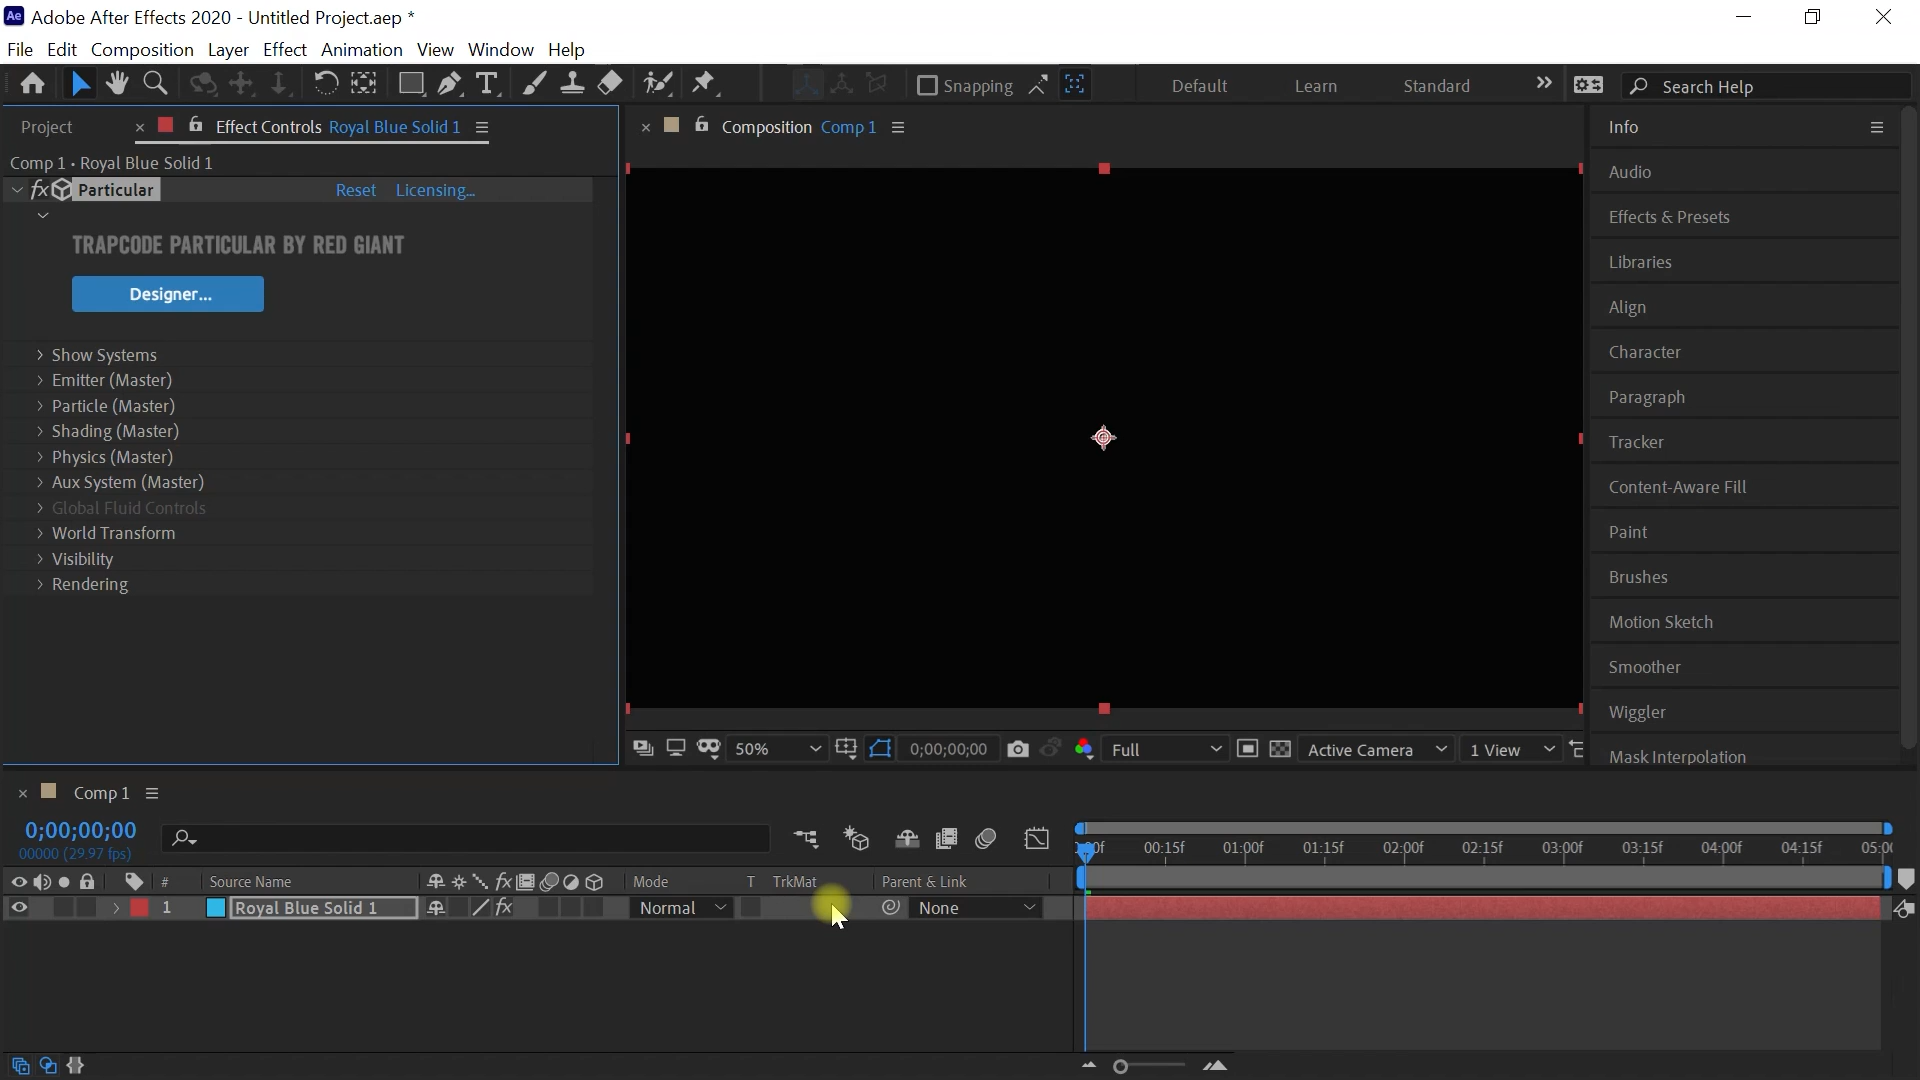 Ae Adobe After Effects 2020 - Untitled Project.aep *
File Edit Composition Layer Effect Animation View Window Help
T Snapping Default Learn Standard Search Help
Project Effect Controls Royal Blue Solid 1
Composition Comp 1
Info
Comp 1 • Royal Blue Solid 1
Audio
fx Particular Reset Licensing...
Effects & Presets
TRAPCODE PARTICULAR BY RED GIANT
Libraries
Designer...
Align
Show Systems
Character
Emitter (Master)
Paragraph
Particle (Master)
Shading (Master)
Tracker
Physics (Master)
Aux System (Master)
Content-Aware Fill
Global Fluid Controls
World Transform
Paint
Visibility
Brushes
Rendering
Motion Sketch
Smoother
Wiggler
50% 0;00;00;00 Full Active Camera 1 View
Mask Interpolation
Comp 1
0;00;00;00
00000 (29.97 fps)
00:15f 01:00f 01:15f 02:00f 02:15f 03:00f 03:15f 04:00f 04:15f 05:00
# Source Name fx Mode T TrkMat Parent & Link
1 Royal Blue Solid 1 fx Normal None